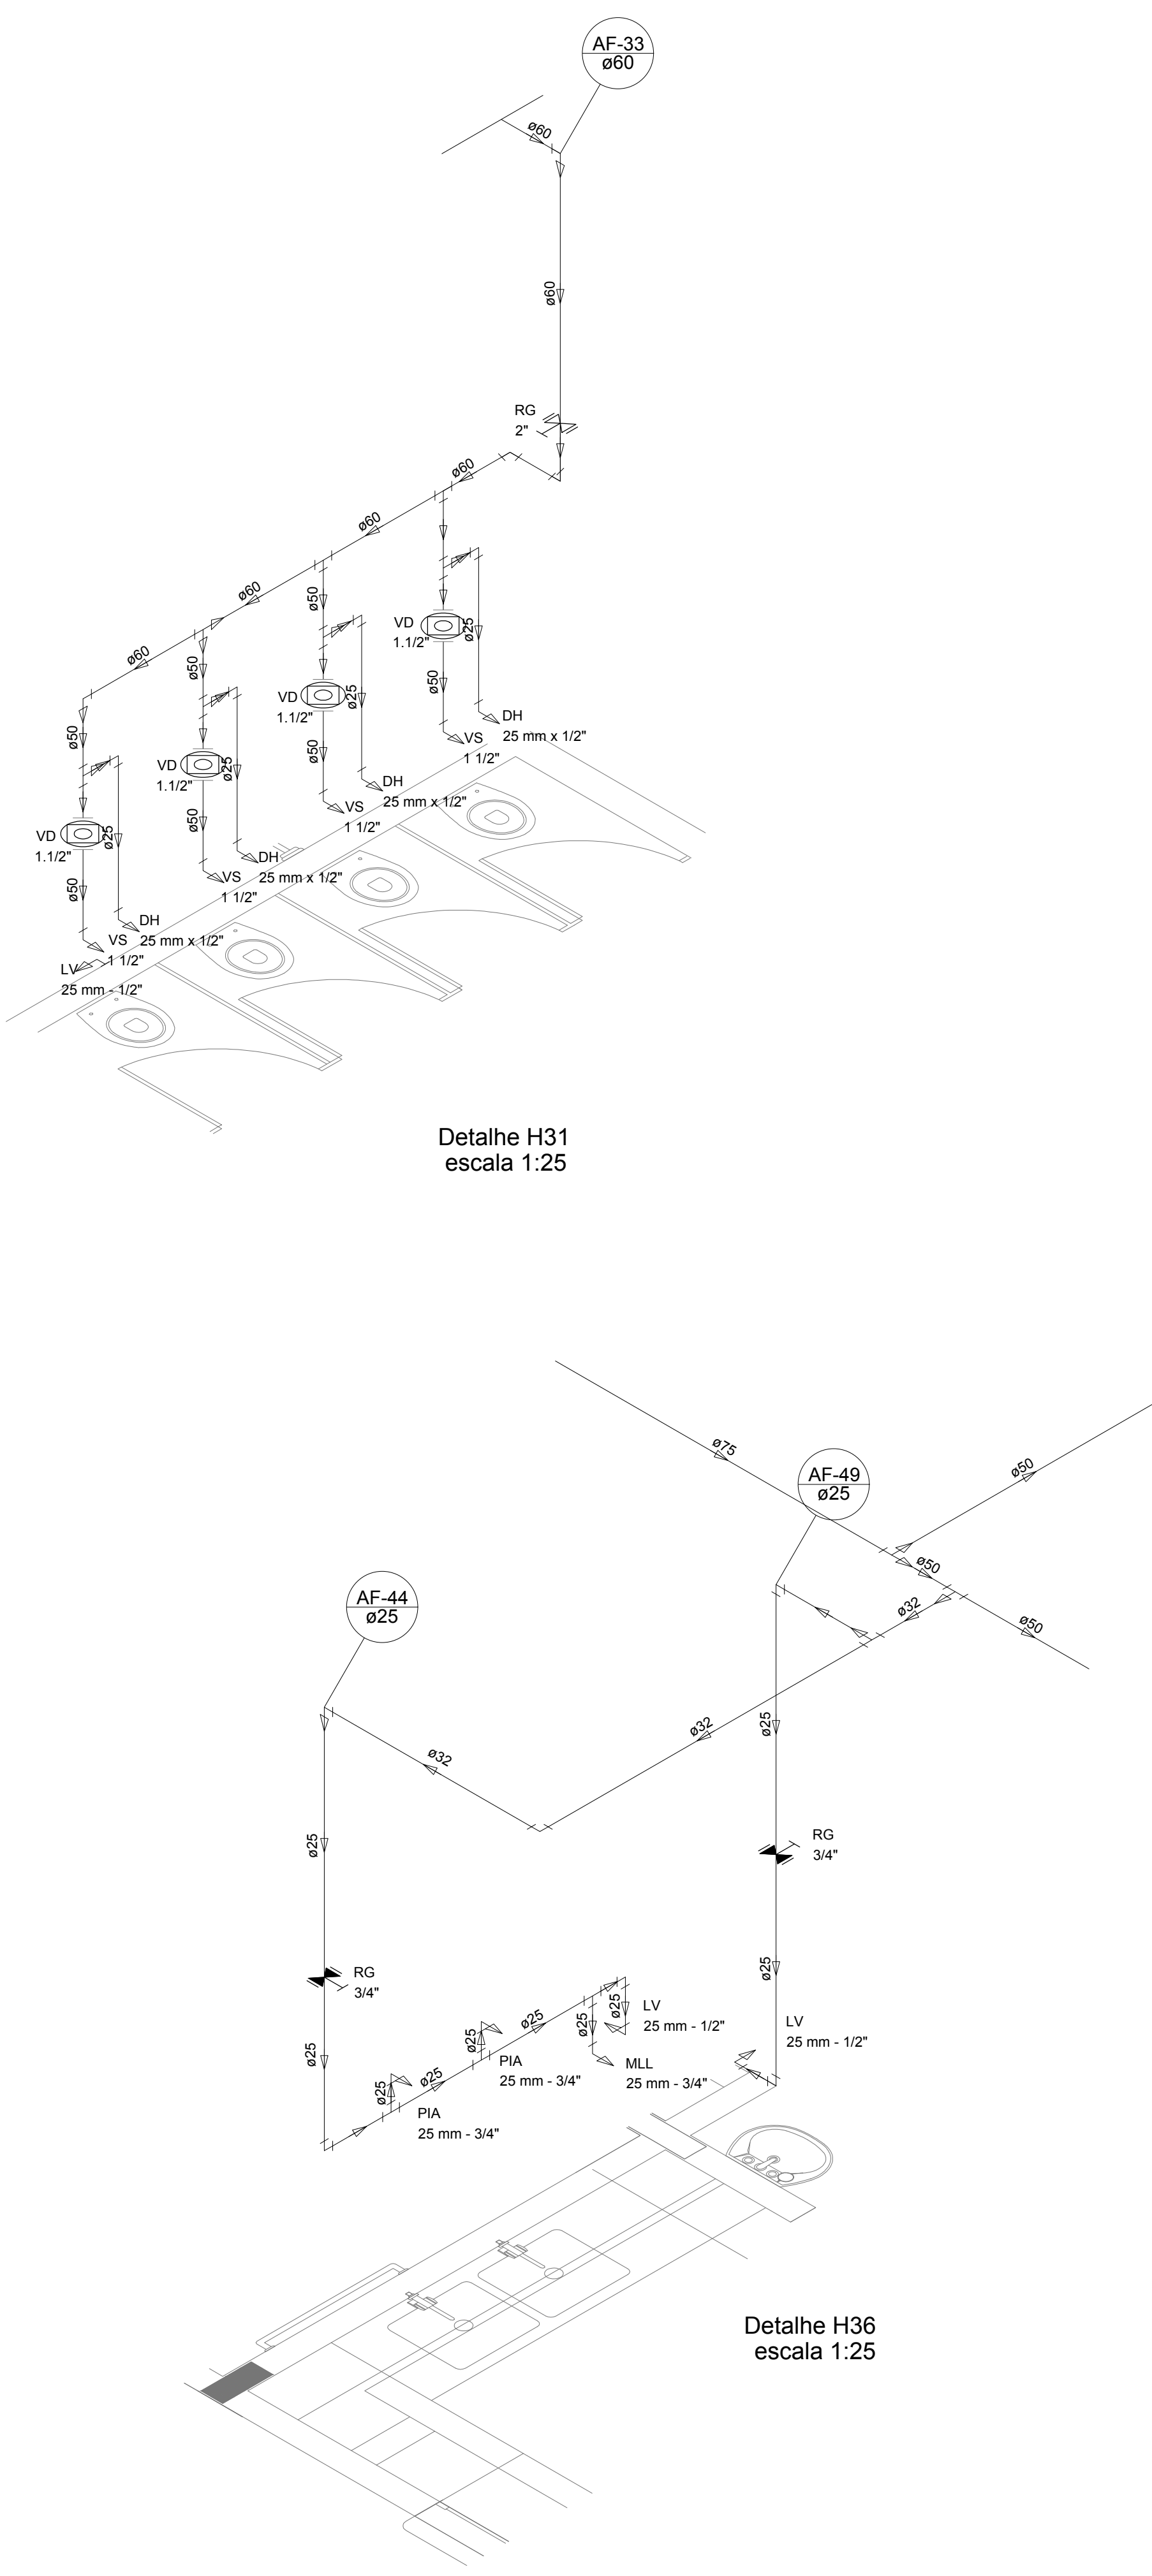 AF-33
ø60
ø60
ø60
RG
2"
ø60
ø60
ø60
ø60
VD
1.1/2"
ø25
ø50
DH
25 mm x 1/2"
VS
1 1/2"
ø50
VD
1.1/2"
ø25
ø50
DH
25 mm x 1/2"
VS
1 1/2"
ø50
VD
1.1/2"
ø25
ø50
DH
25 mm x 1/2"
VS
1 1/2"
ø50
VD
1.1/2"
ø25
ø50
DH
25 mm x 1/2"
VS
1 1/2"
LV
25 mm - 1/2"
Detalhe H31
escala 1:25
ø75
ø50
AF-49
ø25
ø50
ø32
ø50
AF-44
ø25
ø32
ø32
ø25
ø25
RG
3/4"
RG
3/4"
ø25
ø25
ø25
ø25
ø25
LV
25 mm - 1/2"
LV
25 mm - 1/2"
MLL
25 mm - 3/4"
ø25
PIA
25 mm - 3/4"
ø25
ø25
PIA
25 mm - 3/4"
Detalhe H36
escala 1:25